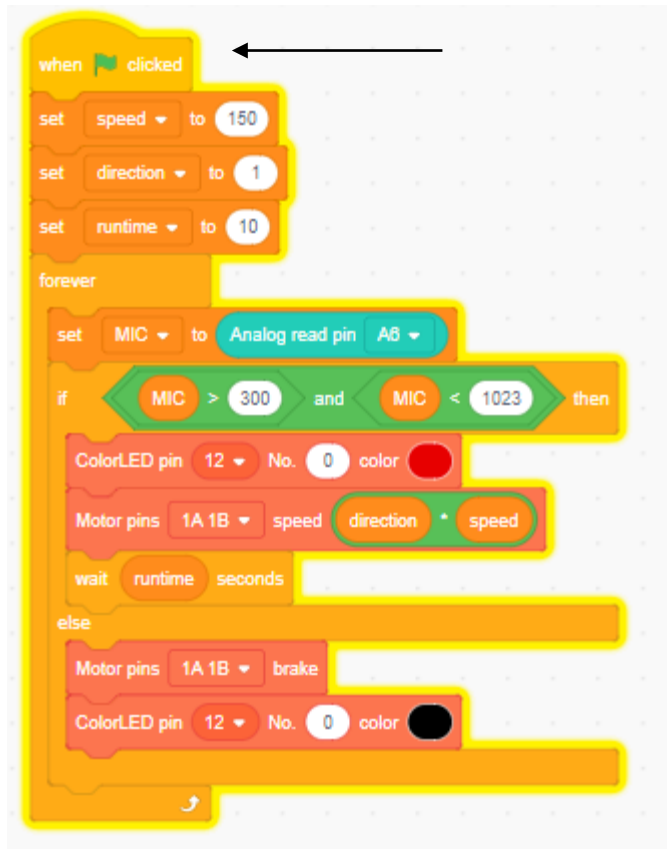 when clicked
set speed to 150
set direction to 1
set runtime to 10
forever
set MIC to Analog read pin A6
if MIC > 300 and MIC < 1023 then
ColorLED pin 12 No. 0 color
Motor pins 1A 1B speed direction * speed
wait runtime seconds
else
Motor pins 1A 1B brake
ColorLED pin 12 No. 0 color